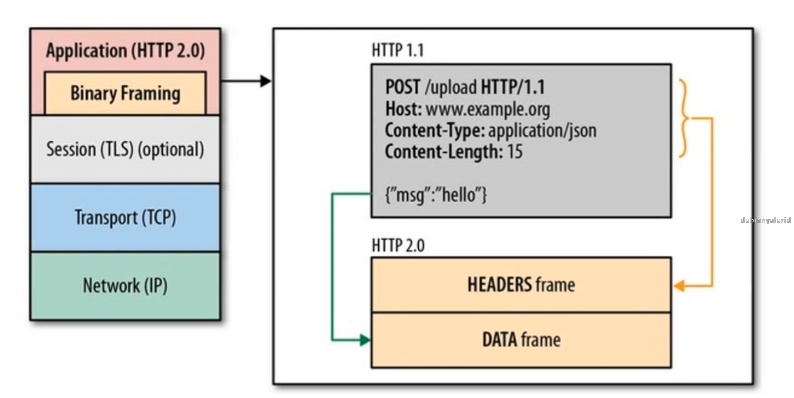 Application (HTTP 2.0)
Binary Framing
Session (TLS) (optional)
Transport (TCP)
Network (IP)
HTTP 1.1
POST /upload HTTP/1.1
Host: www.example.org
Content-Type: application/json
Content-Length: 15
{"msg":"hello"}
HTTP 2.0
HEADERS frame
DATA frame